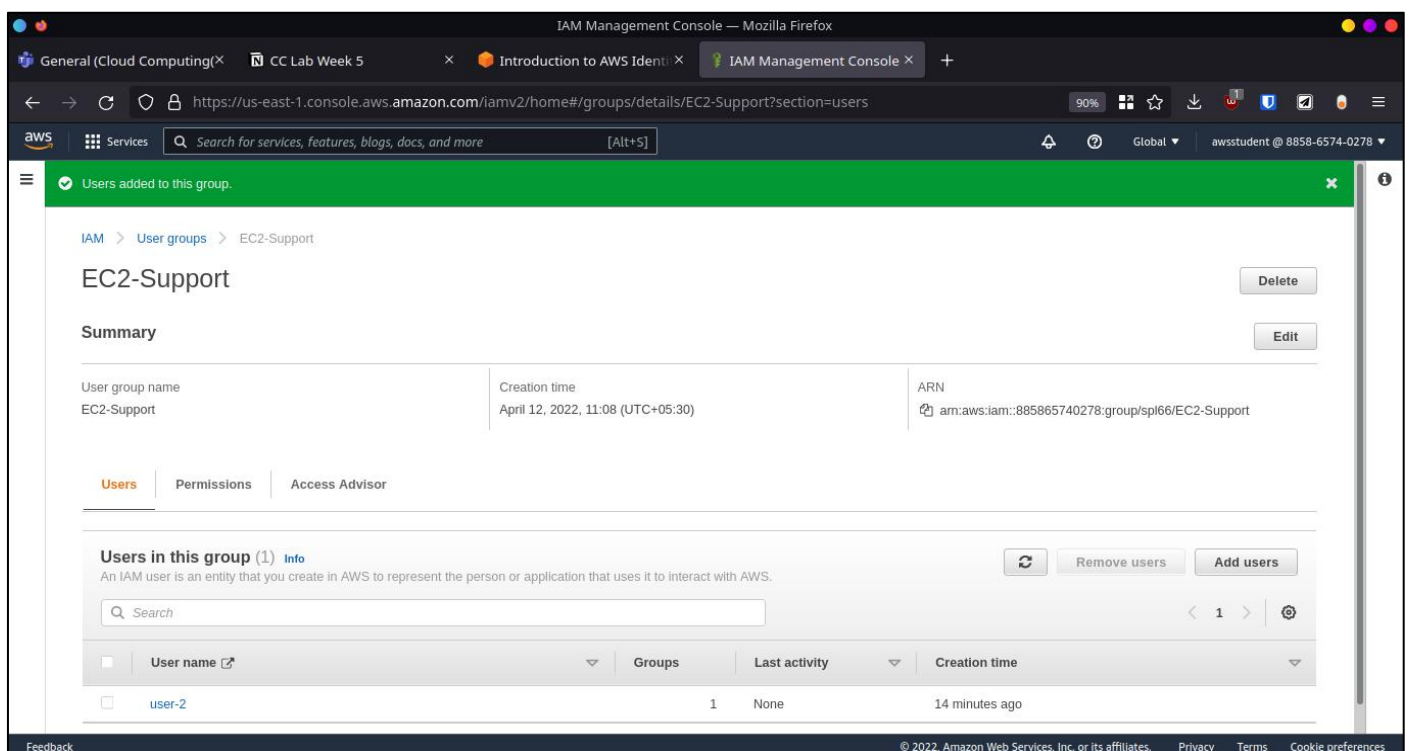 IAM Management Console — Mozilla Firefox
General (Cloud Computing( CC Lab Week 5 Introduction to AWS Identi IAM Management Console
https://us-east-1.console.aws.amazon.com/iamv2/home#/groups/details/EC2-Support?section=users 90% 1
aws Services Search for services, features, blogs, docs, and more [Alt+S] Global awsstudent @ 8858-6574-0278
Users added to this group.
IAM > User groups > EC2-Support
EC2-Support Delete
Summary Edit
User group name Creation time ARN
EC2-Support April 12, 2022, 11:08 (UTC+05:30) arn:aws:iam::885865740278:group/spl66/EC2-Support
Users Permissions Access Advisor
Users in this group (1) Info Remove users Add users
An IAM user is an entity that you create in AWS to represent the person or application that uses it to interact with AWS.
Search < 1 >
User name Groups Last activity Creation time
user-2 1 None 14 minutes ago
Feedback © 2022, Amazon Web Services, Inc. or its affiliates. Privacy Terms Cookie preferences